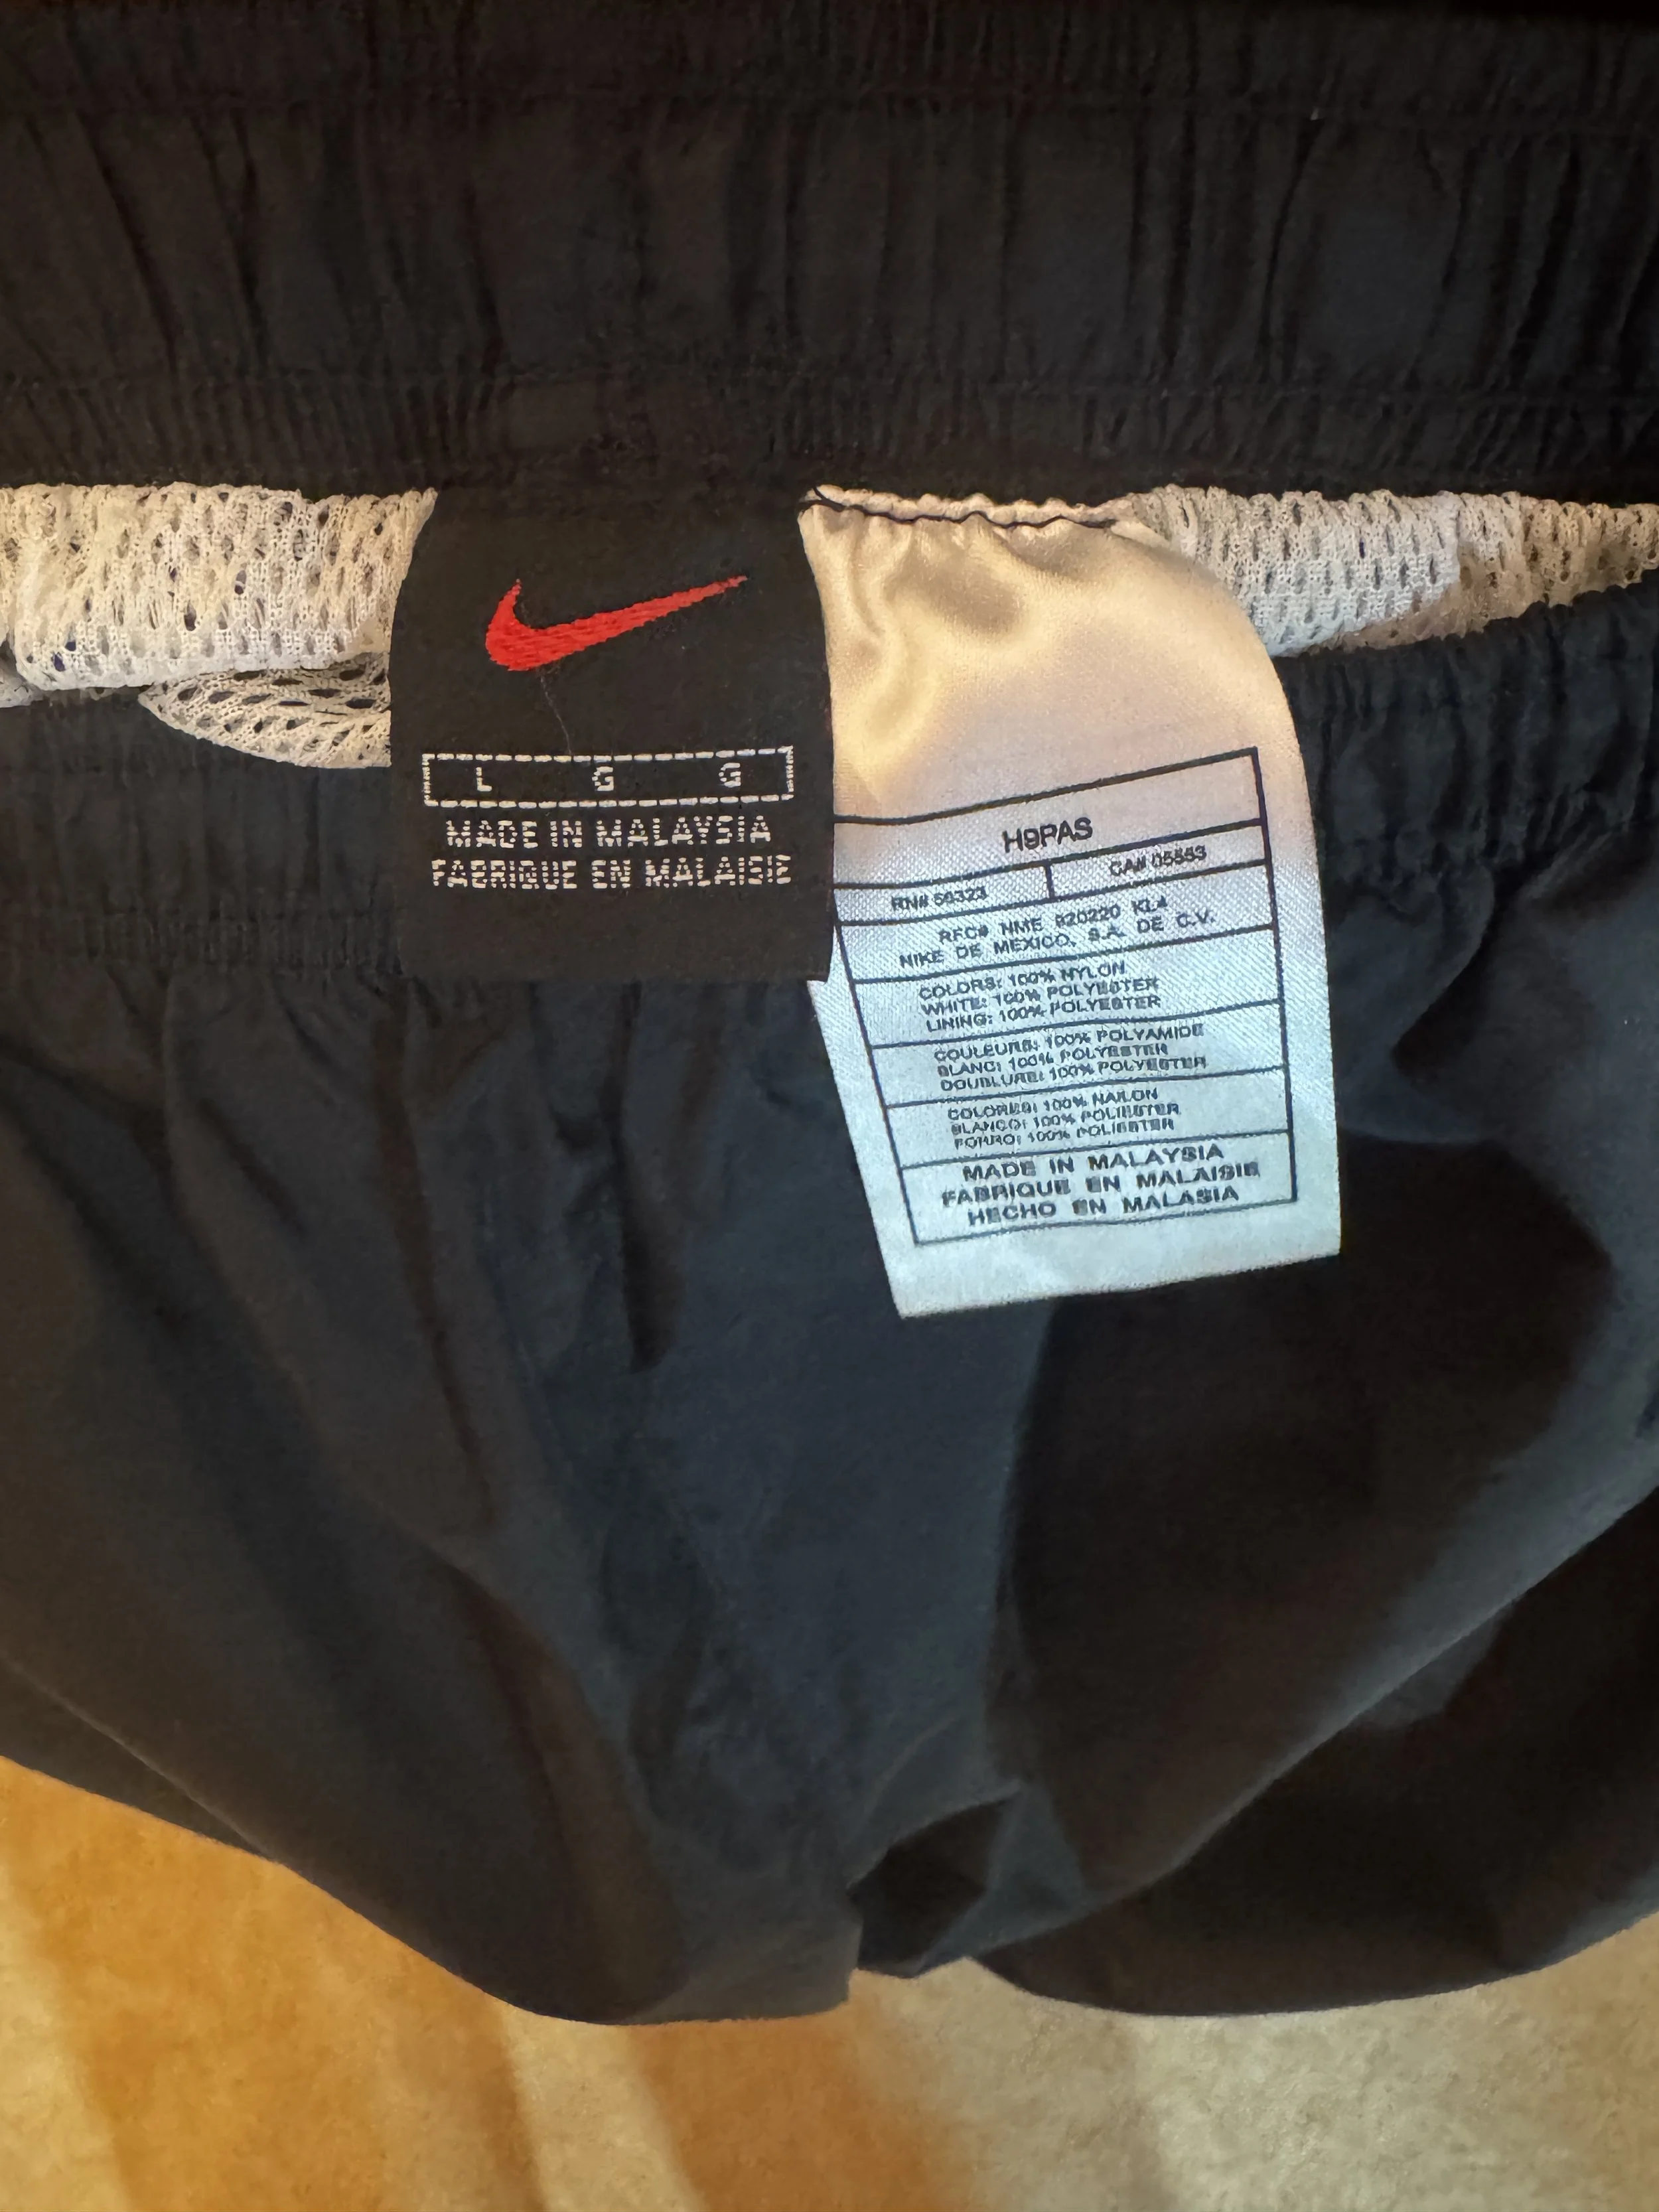 L G G
MADE IN MALAYSIA
FABRIQUE EN MALAISIE
H9PAS
RN# 56323 CA# 05553
RFC# NME 920220 KL4
NIKE DE MEXICO, S.A. DE C.V.
COLORS: 100% NYLON
WHITE: 100% POLYESTER
LINING: 100% POLYESTER
COULEURS: 100% POLYAMIDE
BLANC: 100% POLYESTER
DOUBLURE: 100% POLYESTER
COLORES: 100% NAILON
BLANCO: 100% POLIESTER
FORRO: 100% POLIESTER
MADE IN MALAYSIA
FABRIQUE EN MALAISIE
HECHO EN MALASIA